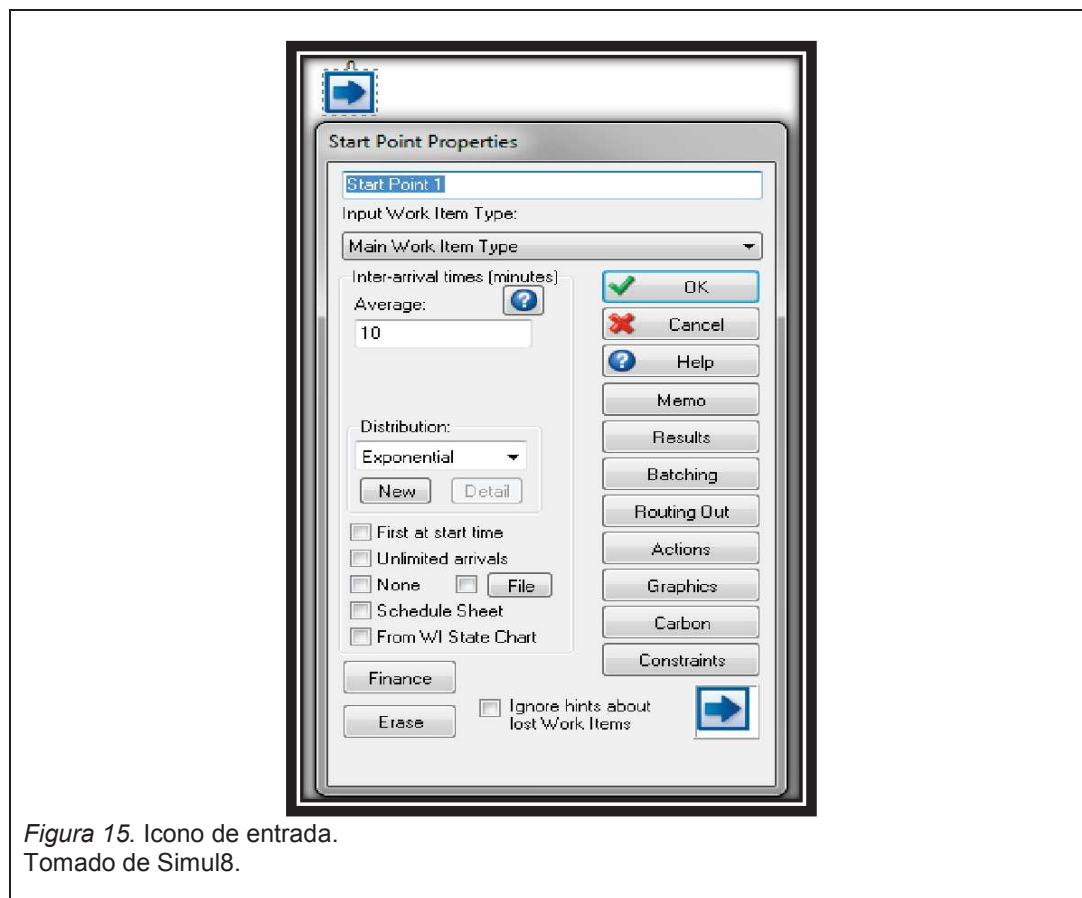 Start Point Properties
Start Point 1
Input Work Item Type:
Main Work Item Type
Inter-arrival times (minutes)
Average:
10
Distribution:
Exponential
New Detail
First at start time
Unlimited arrivals
None File
Schedule Sheet
From WI State Chart
Finance
Erase
OK
Cancel
Help
Memo
Results
Batching
Routing Out
Actions
Graphics
Carbon
Constraints
Ignore hints about
lost Work Items
Figura 15. Icono de entrada.
Tomado de Simul8.